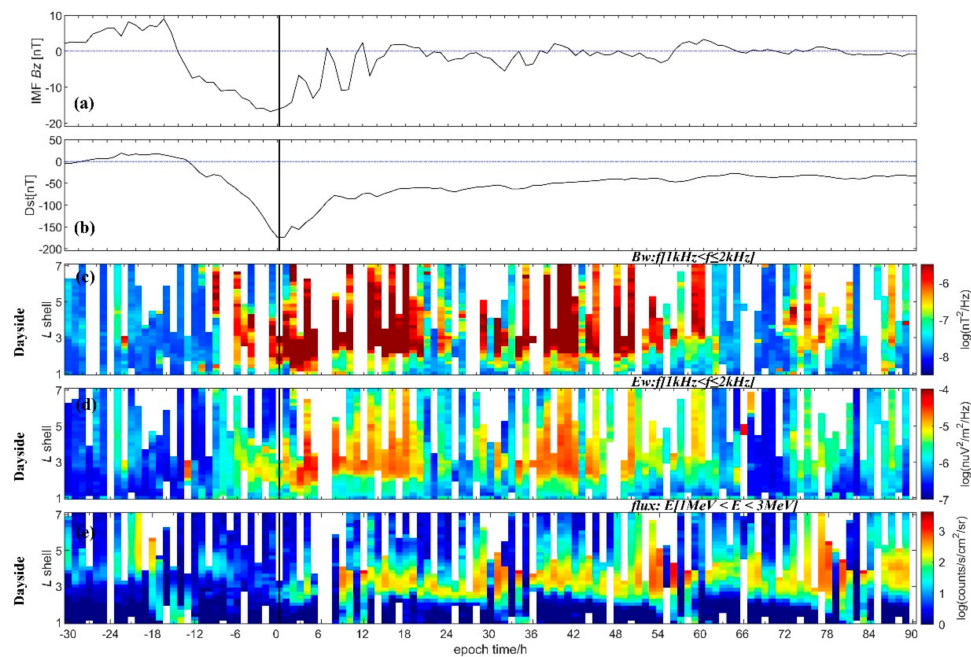 10
0
-10
-20
IMF Bz [nT]
(a)
50
0
-50
-100
-150
-200
Dst[nT]
(b)
Bw:f[1kHz<f≤2kHz]
7
5
3
1
Dayside
L shell
(c)
-6
-7
-8
log(nT²/Hz)
Ew:f[1kHz<f≤2kHz]
7
5
3
1
Dayside
L shell
(d)
-4
-5
-6
-7
log(nuV²/m²/Hz)
flux: E[1MeV < E < 3MeV]
7
5
3
1
Dayside
L shell
(e)
3
2
1
0
log(counts/s/cm²/sr)
-30 -24 -18 -12 -6 0 6 12 18 24 30 36 42 48 54 60 66 72 78 84 90
epoch time/h